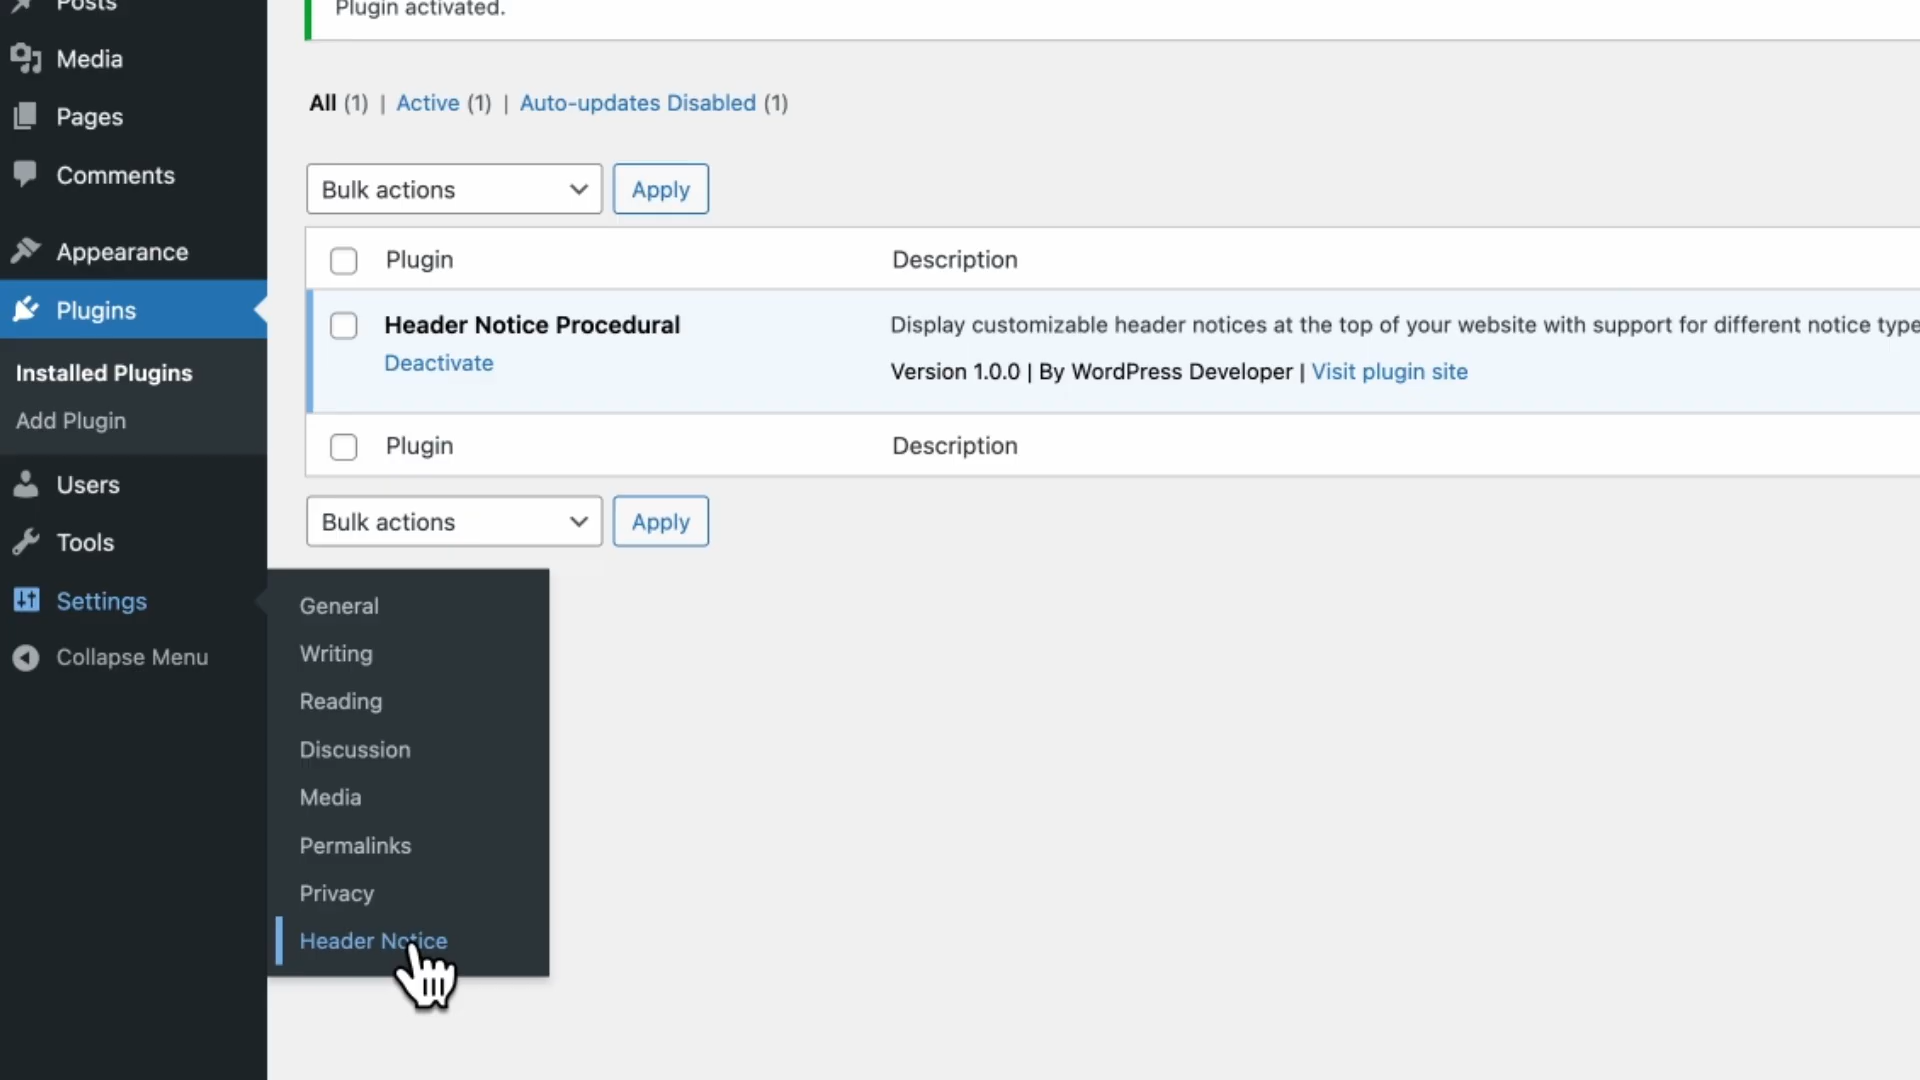 Posts
Media
Pages
Comments
Appearance
Plugins
Installed Plugins
Add Plugin
Users
Tools
Settings
Collapse Menu
Plugin activated.
All (1) | Active (1) | Auto-updates Disabled (1)
Bulk actions Apply
Plugin Description
Header Notice Procedural Display customizable header notices at the top of your website with support for different notice type
Deactivate Version 1.0.0 | By WordPress Developer | Visit plugin site
Plugin Description
Bulk actions Apply
General
Writing
Reading
Discussion
Media
Permalinks
Privacy
Header Notice